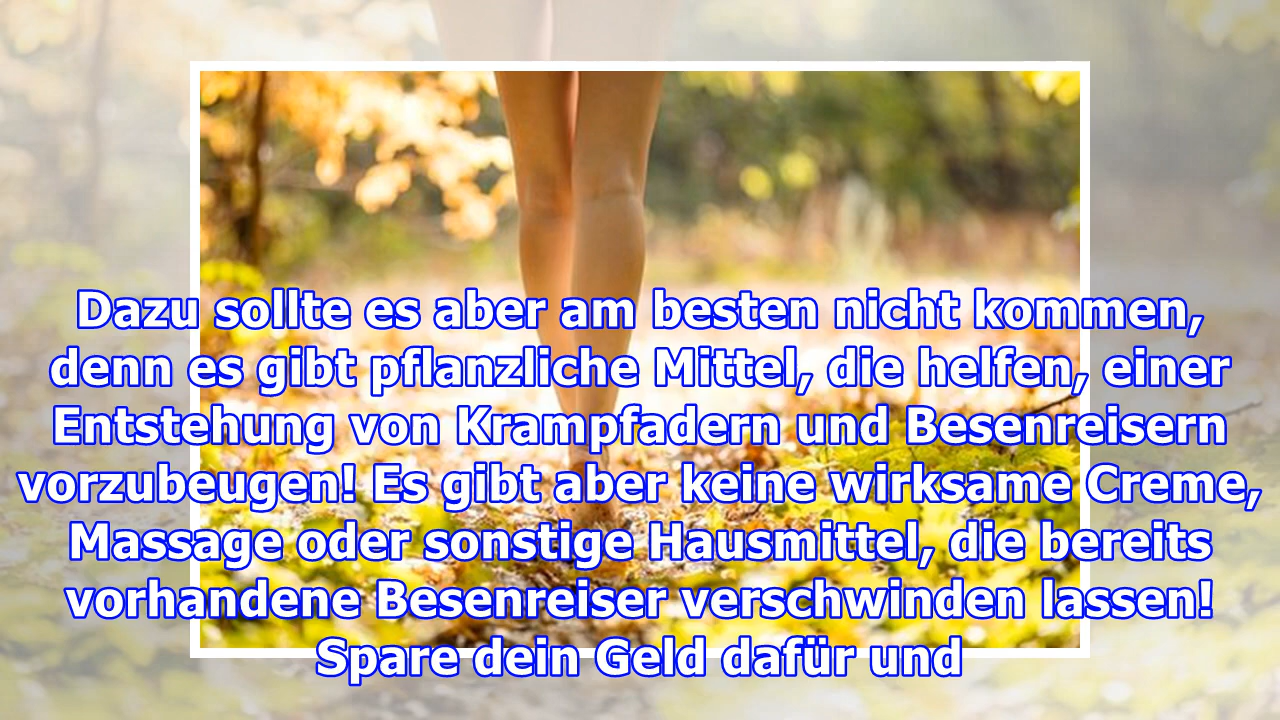 Dazu sollte es aber am besten nicht kommen,
denn es gibt pflanzliche Mittel, die helfen, einer
Entstehung von Krampfadern und Besenreisern
vorzubeugen! Es gibt aber keine wirksame Creme,
Massage oder sonstige Hausmittel, die bereits
vorhandene Besenreiser verschwinden lassen!
Spare dein Geld dafür und